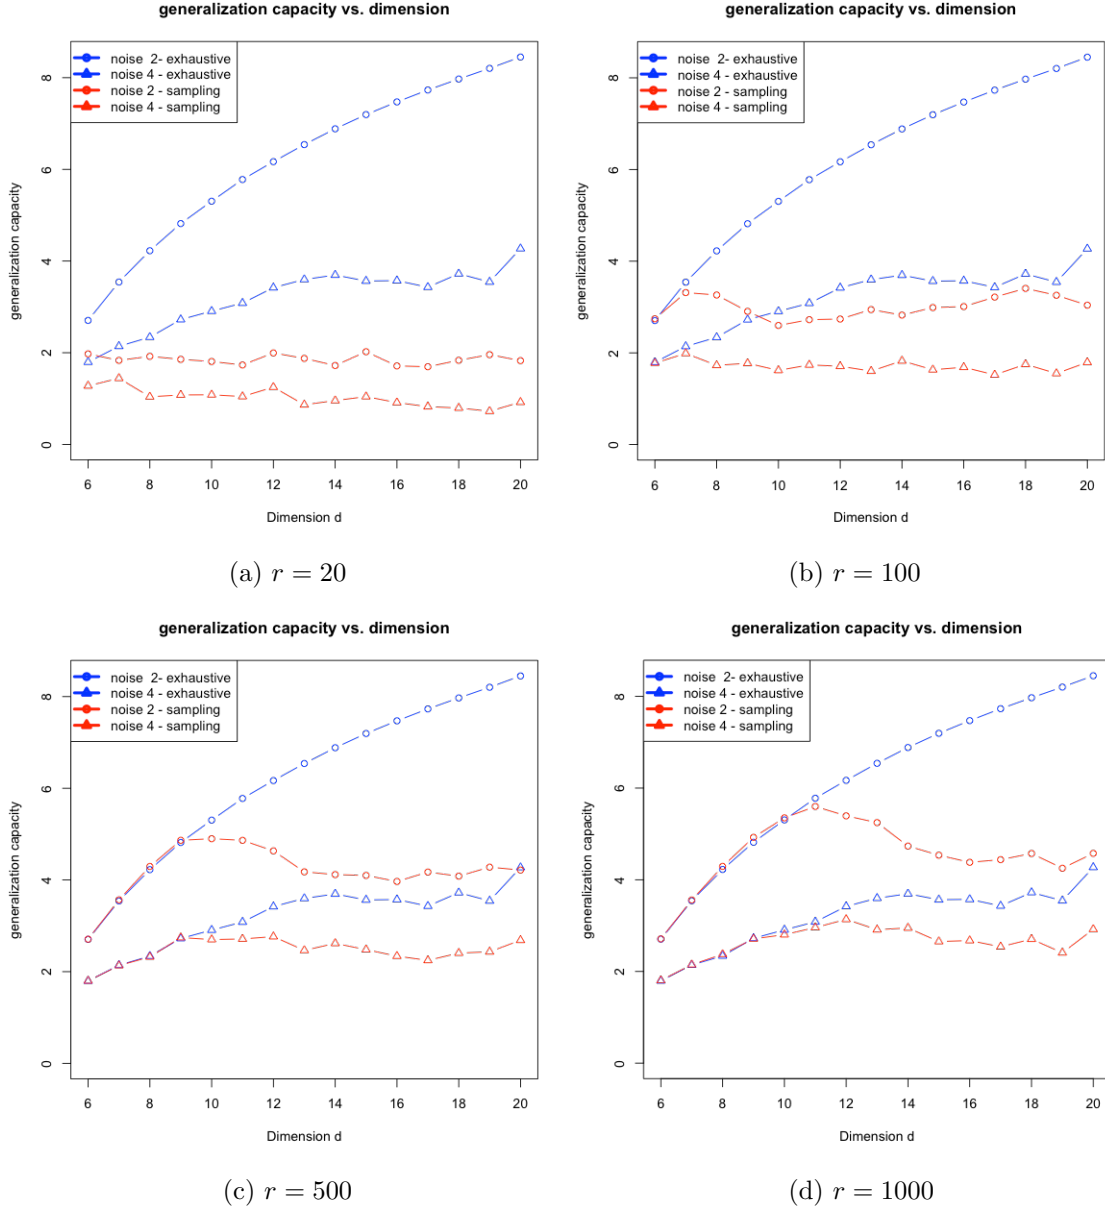 generalization capacity vs. dimension
noise  2- exhaustive
noise 4 - exhaustive
noise 2 - sampling
noise 4 - sampling
generalization capacity
8
6
4
2
0
6 8 10 12 14 16 18 20
Dimension d
(a) r = 20
generalization capacity vs. dimension
noise  2- exhaustive
noise 4 - exhaustive
noise 2 - sampling
noise 4 - sampling
generalization capacity
8
6
4
2
0
6 8 10 12 14 16 18 20
Dimension d
(b) r = 100
generalization capacity vs. dimension
noise  2- exhaustive
noise 4 - exhaustive
noise 2 - sampling
noise 4 - sampling
generalization capacity
8
6
4
2
0
6 8 10 12 14 16 18 20
Dimension d
(c) r = 500
generalization capacity vs. dimension
noise  2- exhaustive
noise 4 - exhaustive
noise 2 - sampling
noise 4 - sampling
generalization capacity
8
6
4
2
0
6 8 10 12 14 16 18 20
Dimension d
(d) r = 1000